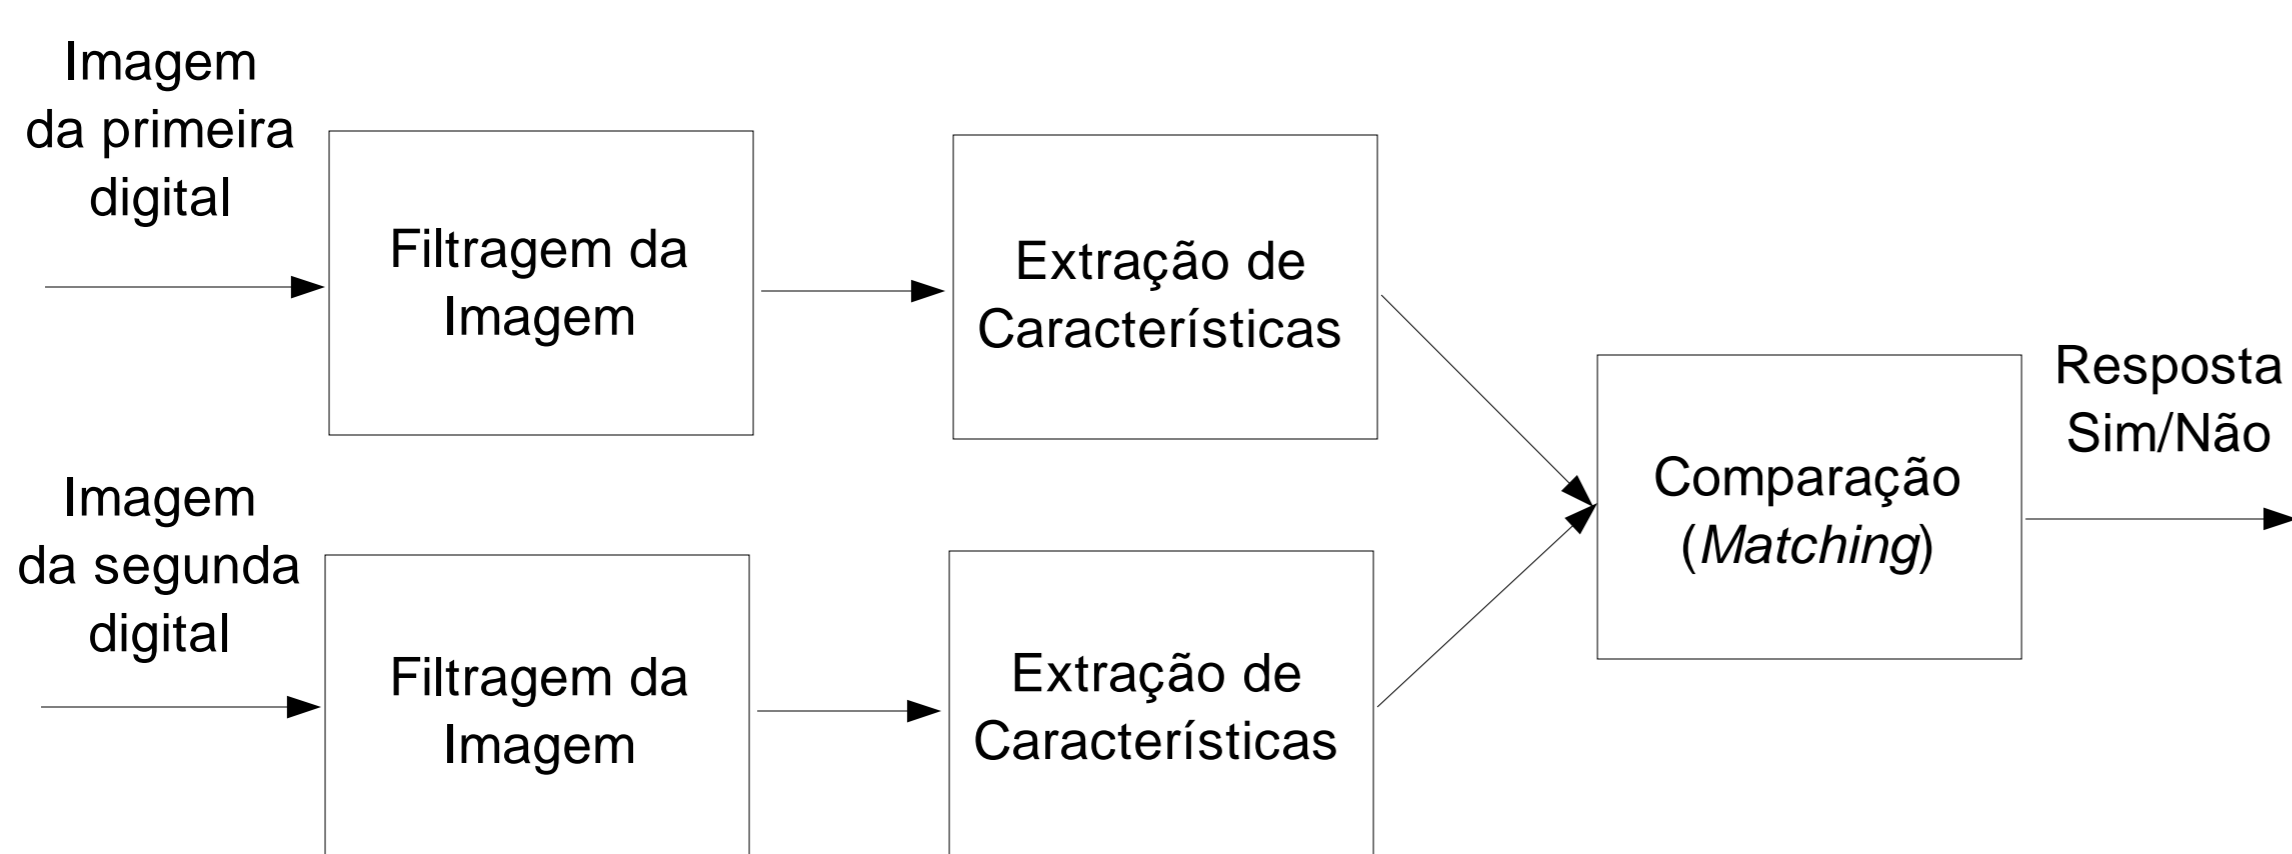 Imagem
da primeira
digital
Filtragem da
Imagem
Extração de
Características
Imagem
da segunda
digital
Filtragem da
Imagem
Extração de
Características
Comparação
(Matching)
Resposta
Sim/Não